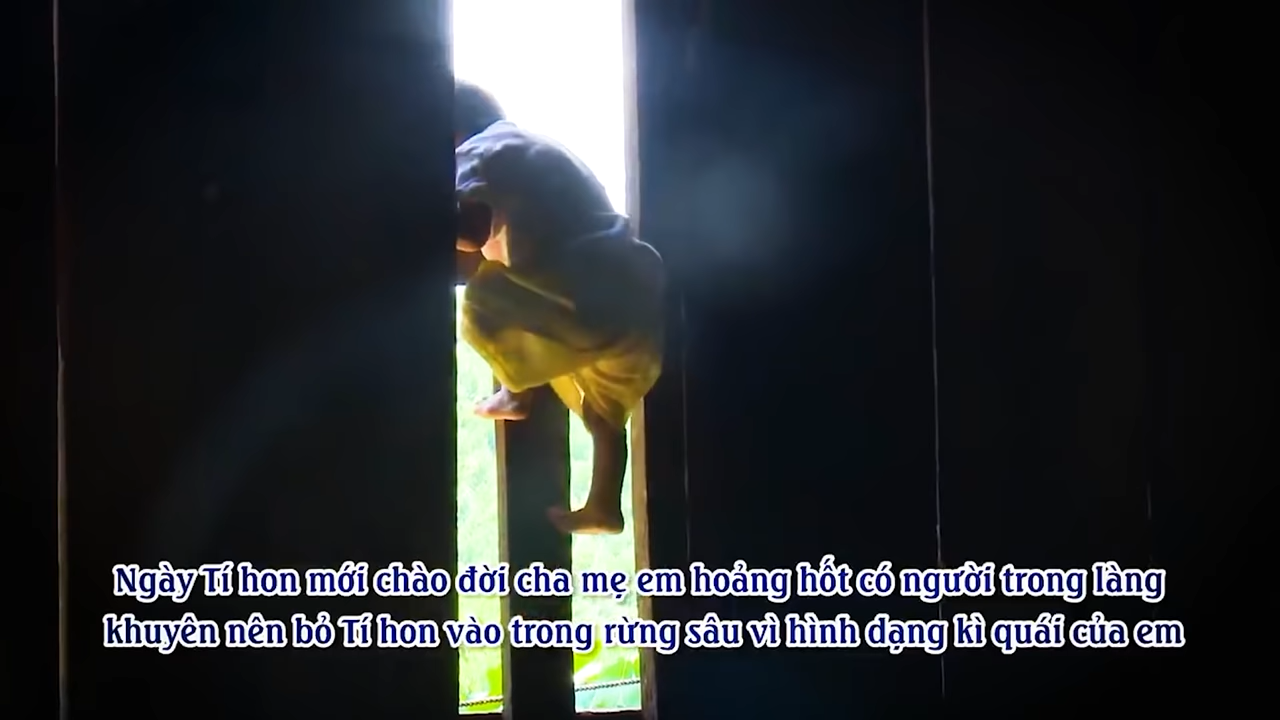 Ngày Tí hon mới chào đời cha mẹ em hoảng hốt có người trong làng
khuyên nên bỏ Tí hon vào trong rừng sâu vì hình dạng kì quái của em